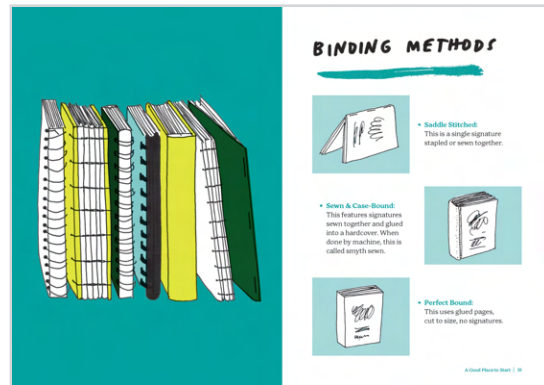 BINDING METHODS
• Saddle Stitched:
This is a single signature
stapled or sewn together.
• Sewn & Case-Bound:
This features signatures
sewn together and glued
into a hardcover. When
done by machine, this is
called smyth sewn.
• Perfect Bound:
This uses glued pages,
cut to size, no signatures.
A Good Place to Start |